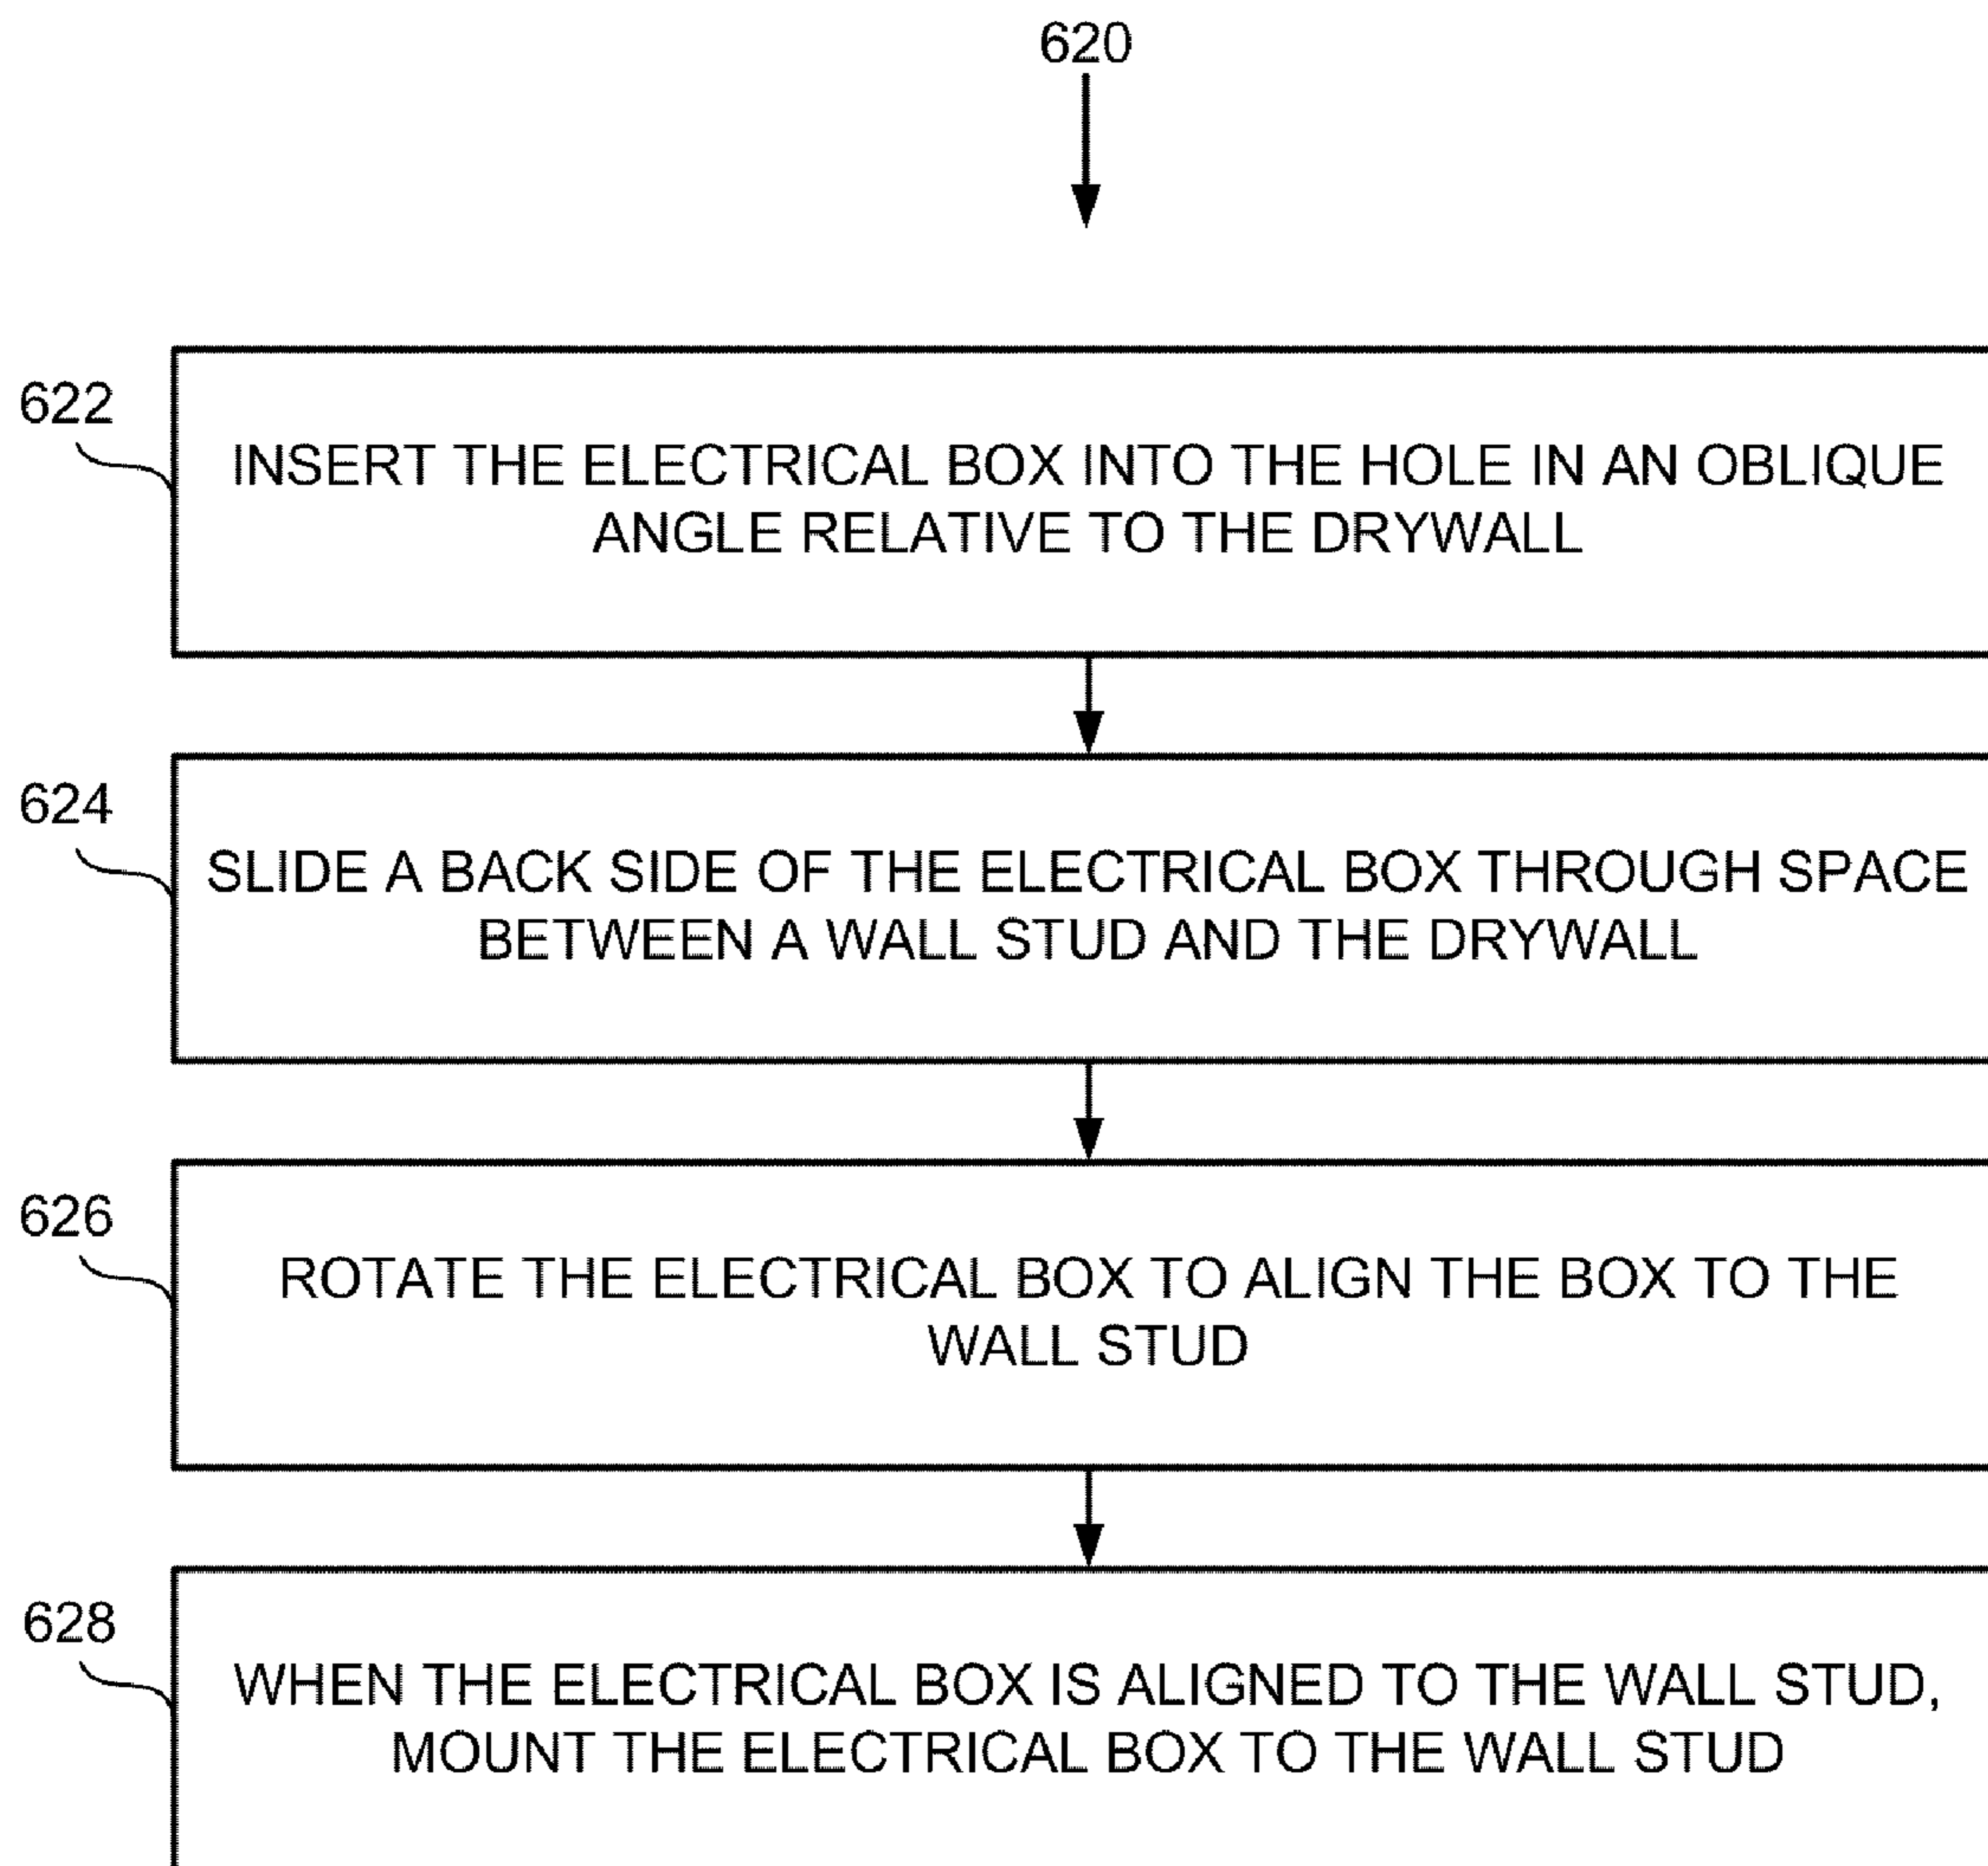 620
622
INSERT THE ELECTRICAL BOX INTO THE HOLE IN AN OBLIQUE
ANGLE RELATIVE TO THE DRYWALL
624
SLIDE A BACK SIDE OF THE ELECTRICAL BOX THROUGH SPACE
BETWEEN A WALL STUD AND THE DRYWALL
626
ROTATE THE ELECTRICAL BOX TO ALIGN THE BOX TO THE
WALL STUD
628
WHEN THE ELECTRICAL BOX IS ALIGNED TO THE WALL STUD,
MOUNT THE ELECTRICAL BOX TO THE WALL STUD